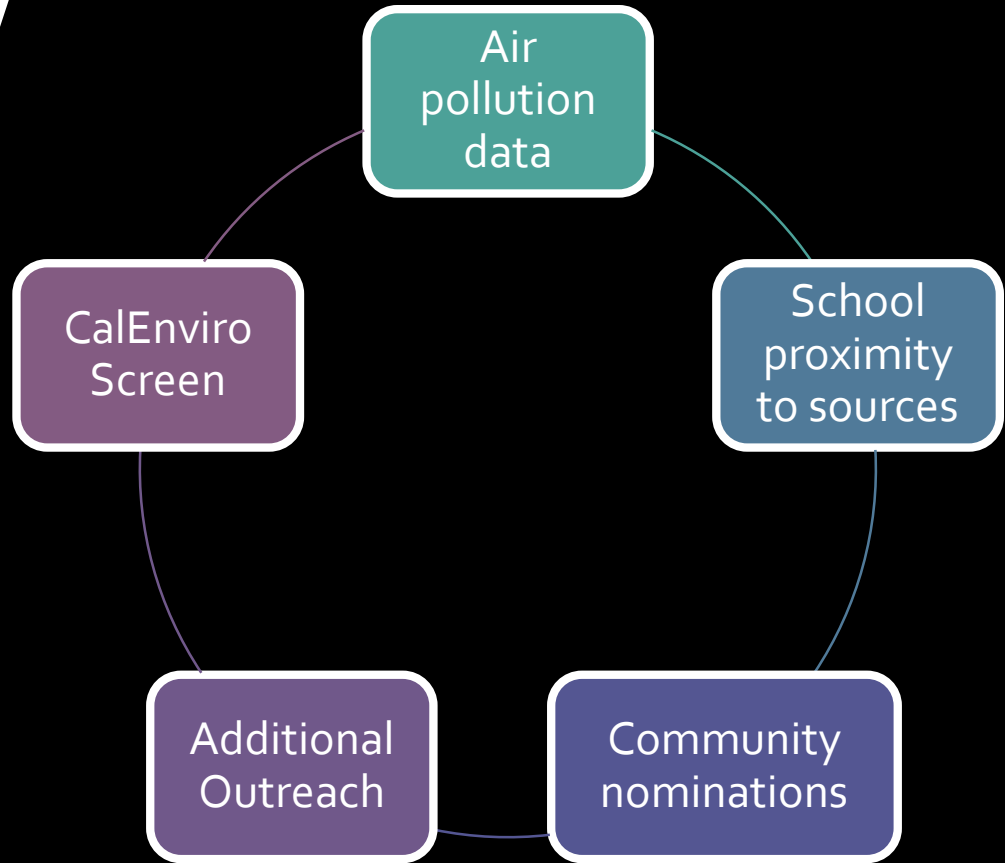 Air
pollution
data
School
proximity
to sources
Community
nominations
Additional
Outreach
CalEnviro
Screen